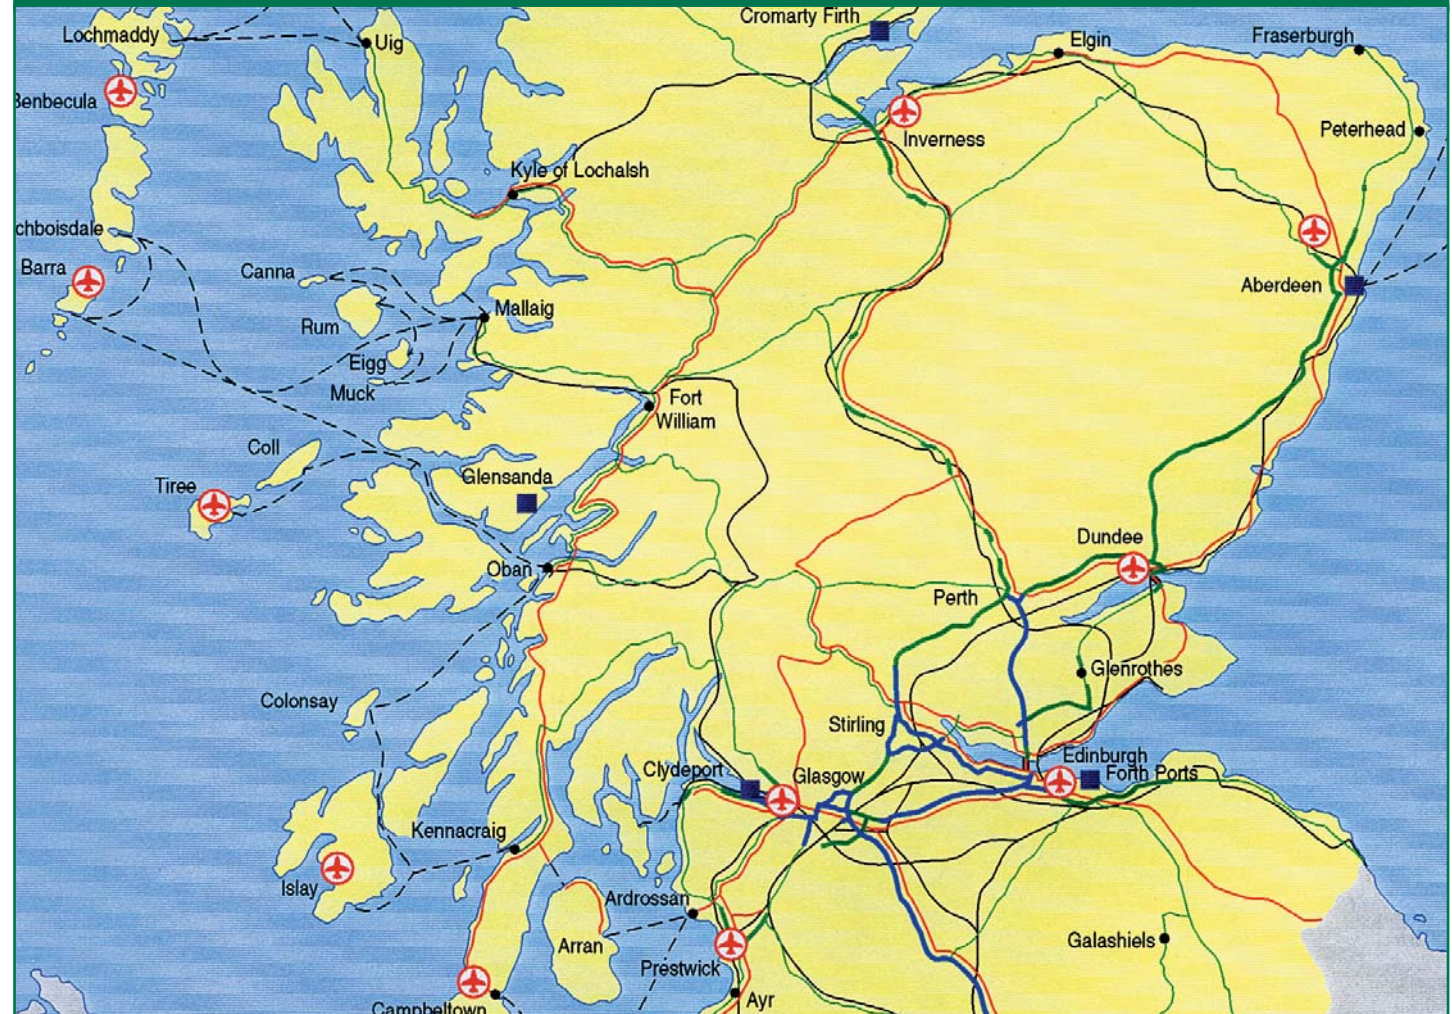 Cromarty Firth
Lochmaddy
Uig
Elgin
Fraserburgh
Benbecula
Peterhead
Inverness
Kyle of Lochalsh
chboisdale
Barra
Canna
Aberdeen
Mallaig
Rum
Eigg
Muck
Fort
William
Coll
Glensanda
Tiree
Dundee
Oban
Perth
Glenrothes
Colonsay
Stirling
Edinburgh
Clydeport
Glasgow
Forth Ports
Kennacraig
Islay
Ardrossan
Arran
Galashiels
Prestwick
Ayr
Campbeltown